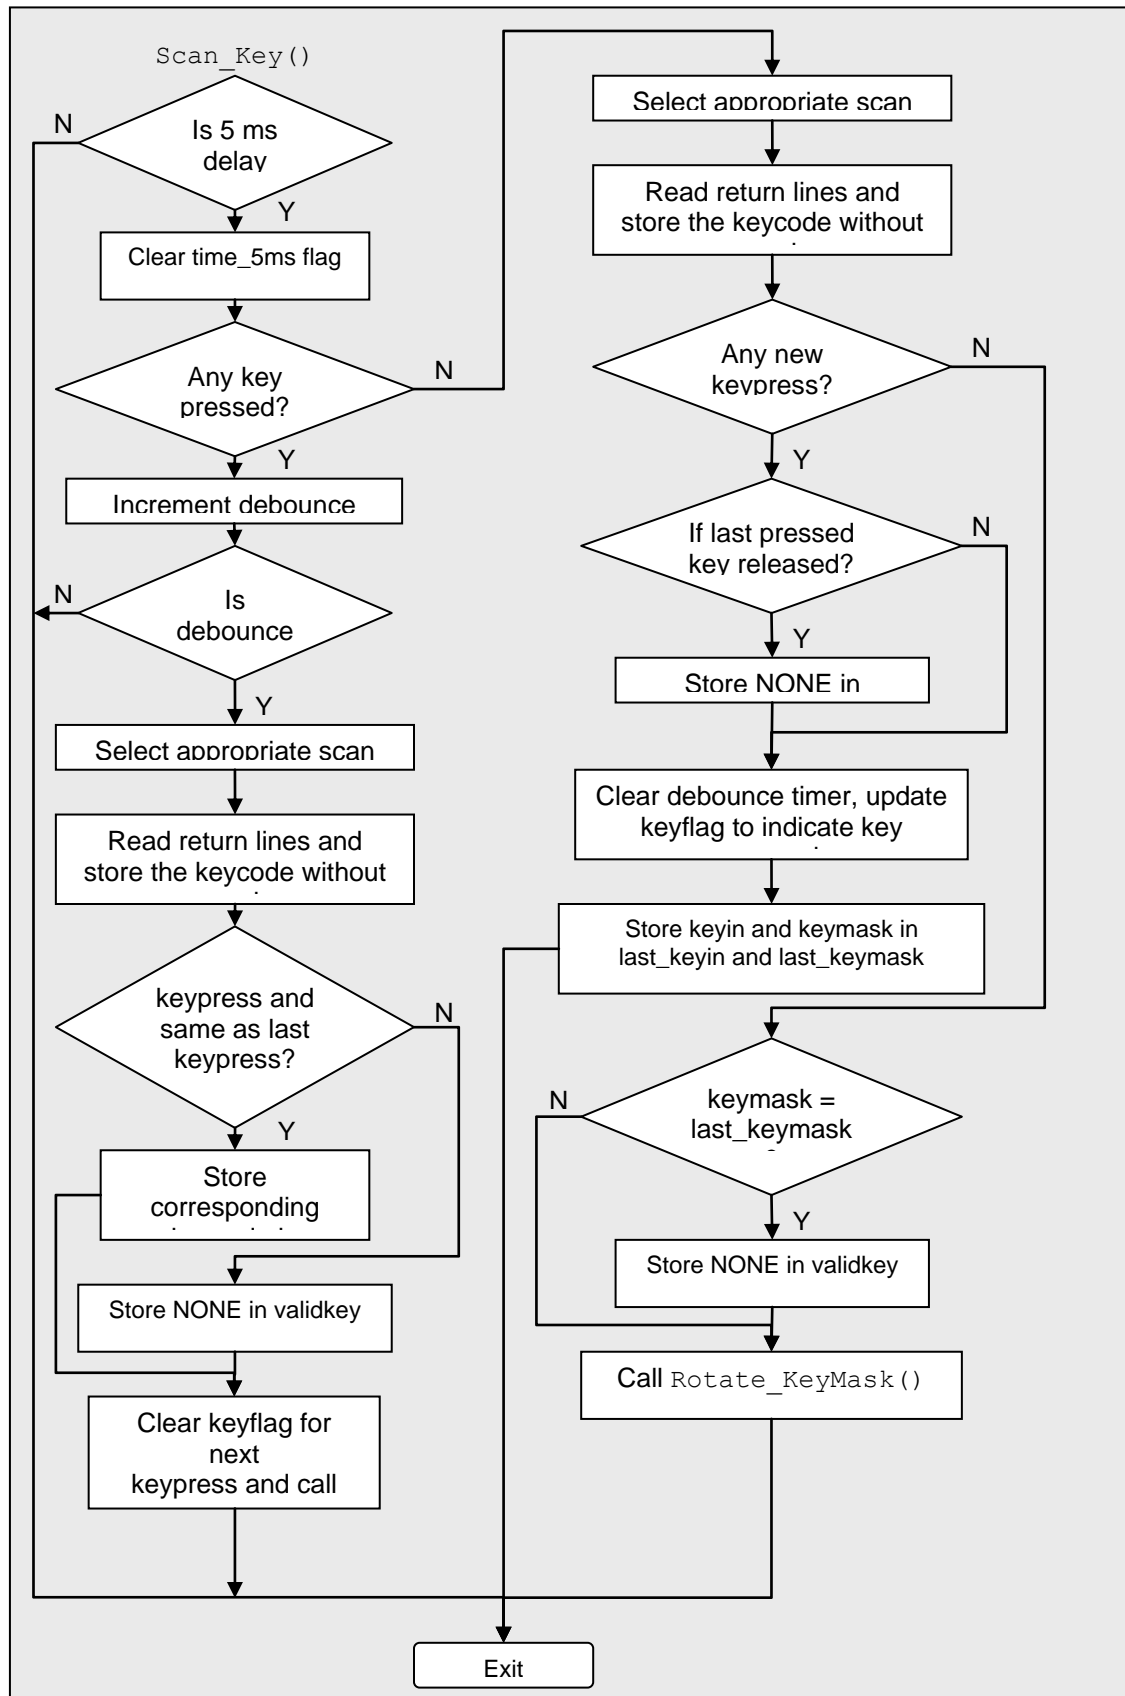 Scan_Key()
Is 5 ms
delay
N
Y
Clear time_5ms flag
Any key
pressed?
N
Y
Increment debounce
Is
debounce
N
Y
Select appropriate scan
Read return lines and
store the keycode without
keypress and
same as last
keypress?
N
Y
Store
corresponding
Store NONE in validkey
Clear keyflag for
next
keypress and call
Select appropriate scan
Read return lines and
store the keycode without
Any new
keypress?
N
Y
If last pressed
key released?
N
Y
Store NONE in
Clear debounce timer, update
keyflag to indicate key
Store keyin and keymask in
last_keyin and last_keymask
keymask =
last_keymask
N
Y
Store NONE in validkey
Call Rotate_KeyMask()
Exit